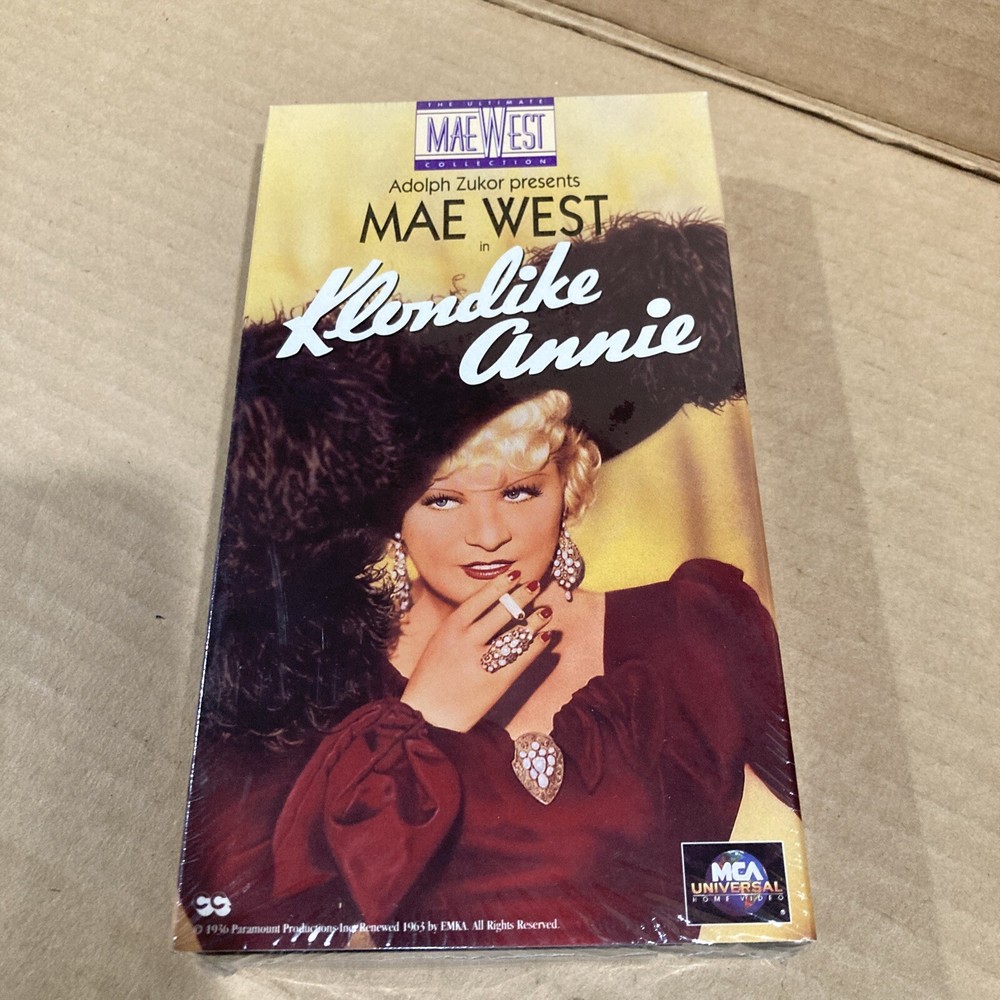 THE ULTIMATE
MAE WEST
COLLECTION
Adolph Zukor presents
MAE WEST
in
Klondike
Annie
MCA
UNIVERSAL
HOME VIDEO
© 1936 Paramount Productions Inc. Renewed 1963 by EMKA. All Rights Reserved.